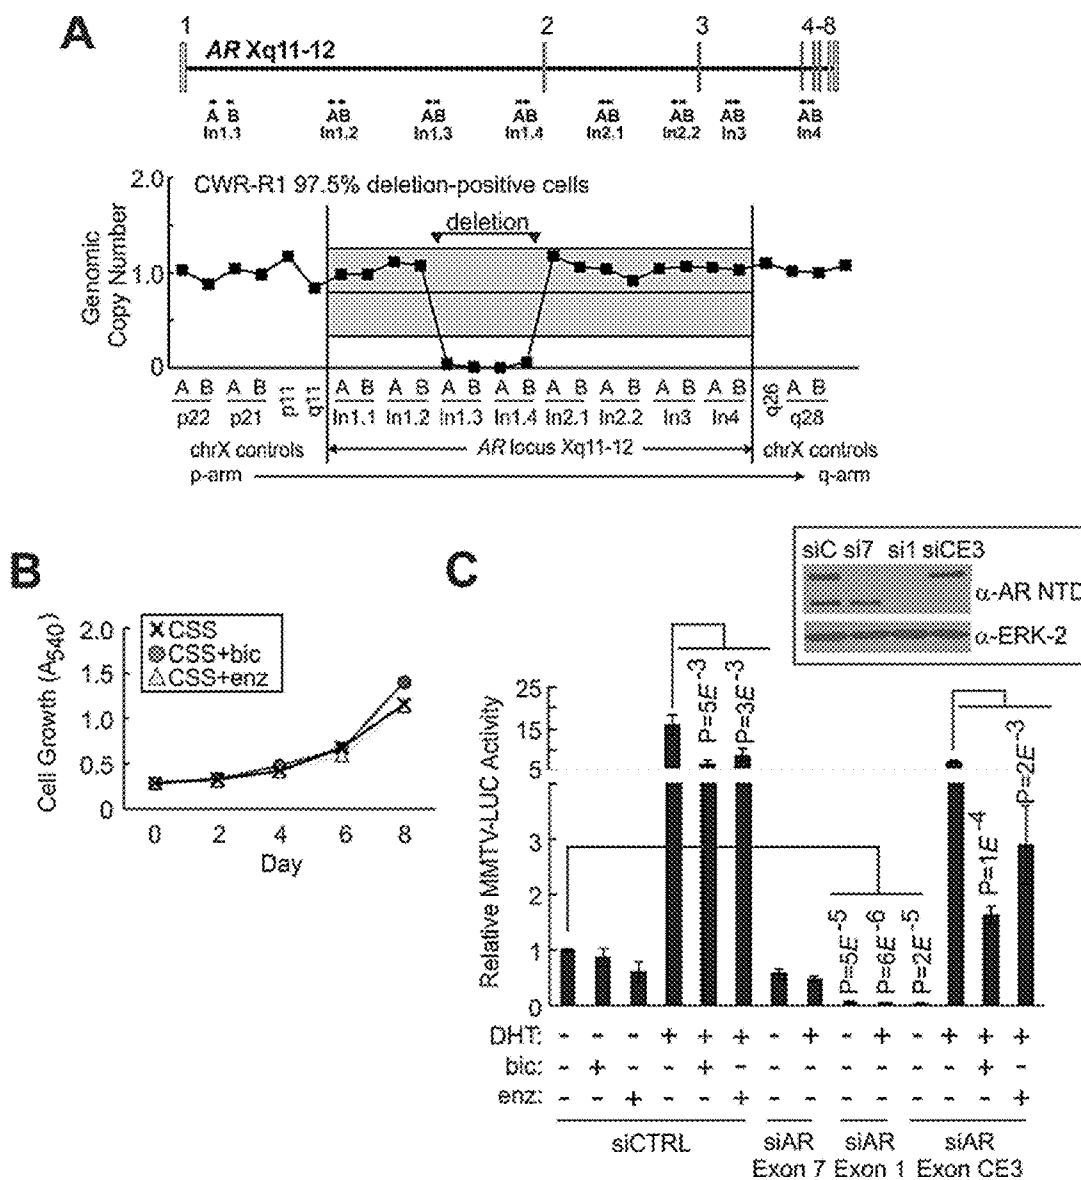 A
1 2 3 4-8
AR Xq11-12
A B AB AB AB AB AB AB AB
In1.1 In1.2 In1.3 In1.4 In2.1 In2.2 In3 In4
CWR-R1 97.5% deletion-positive cells
deletion
Genomic
Copy Number
2.0
1.0
0
A B A B p11 q11 A B A B A B A B A B A B A B A B q26 A B
p22 p21 In1.1 In1.2 In1.3 In1.4 In2.1 In2.2 In3 In4 q28
chrX controls AR locus Xq11-12 chrX controls
p-arm q-arm
B
Cell Growth (A540)
2.0
1.5
1.0
0.5
0
CSS
CSS+bic
CSS+enz
0 2 4 6 8
Day
C
siC si7 si1 siCE3
α-AR NTD
α-ERK-2
Relative MMTV-LUC Activity
25
15
5
3
2
1
0
P=5E-3
P=3E-3
P=5E-5
P=6E-6
P=2E-5
P=1E-4
P=2E-3
DHT: - - - + + + - + - + - + + +
bic: - + - - + - - - - - - - + -
enz: - - + - - + - - - - - - - +
siCTRL siAR siAR siAR
Exon 7 Exon 1 Exon CE3